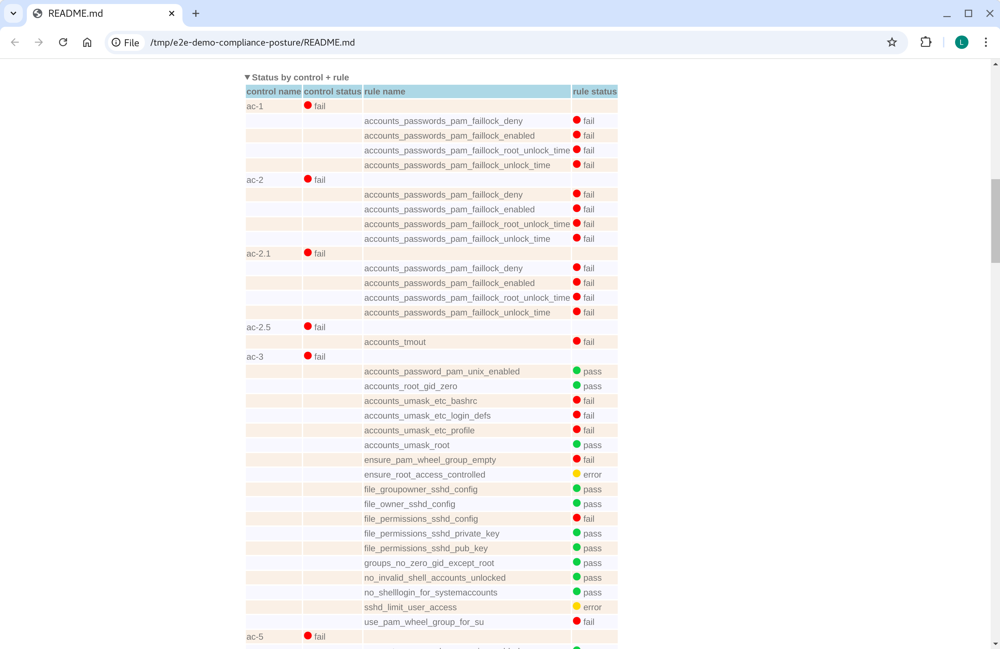 README.md
File /tmp/e2e-demo-compliance-posture/README.md
L
Status by control + rule
control name control status rule name rule status
ac-1 fail
accounts_passwords_pam_faillock_deny fail
accounts_passwords_pam_faillock_enabled fail
accounts_passwords_pam_faillock_root_unlock_time fail
accounts_passwords_pam_faillock_unlock_time fail
ac-2 fail
accounts_passwords_pam_faillock_deny fail
accounts_passwords_pam_faillock_enabled fail
accounts_passwords_pam_faillock_root_unlock_time fail
accounts_passwords_pam_faillock_unlock_time fail
ac-2.1 fail
accounts_passwords_pam_faillock_deny fail
accounts_passwords_pam_faillock_enabled fail
accounts_passwords_pam_faillock_root_unlock_time fail
accounts_passwords_pam_faillock_unlock_time fail
ac-2.5 fail
accounts_tmout fail
ac-3 fail
accounts_password_pam_unix_enabled pass
accounts_root_gid_zero pass
accounts_umask_etc_bashrc fail
accounts_umask_etc_login_defs fail
accounts_umask_etc_profile fail
accounts_umask_root pass
ensure_pam_wheel_group_empty fail
ensure_root_access_controlled error
file_groupowner_sshd_config pass
file_owner_sshd_config pass
file_permissions_sshd_config fail
file_permissions_sshd_private_key pass
file_permissions_sshd_pub_key pass
groups_no_zero_gid_except_root pass
no_invalid_shell_accounts_unlocked pass
no_shelllogin_for_systemaccounts pass
sshd_limit_user_access error
use_pam_wheel_group_for_su fail
ac-5 fail